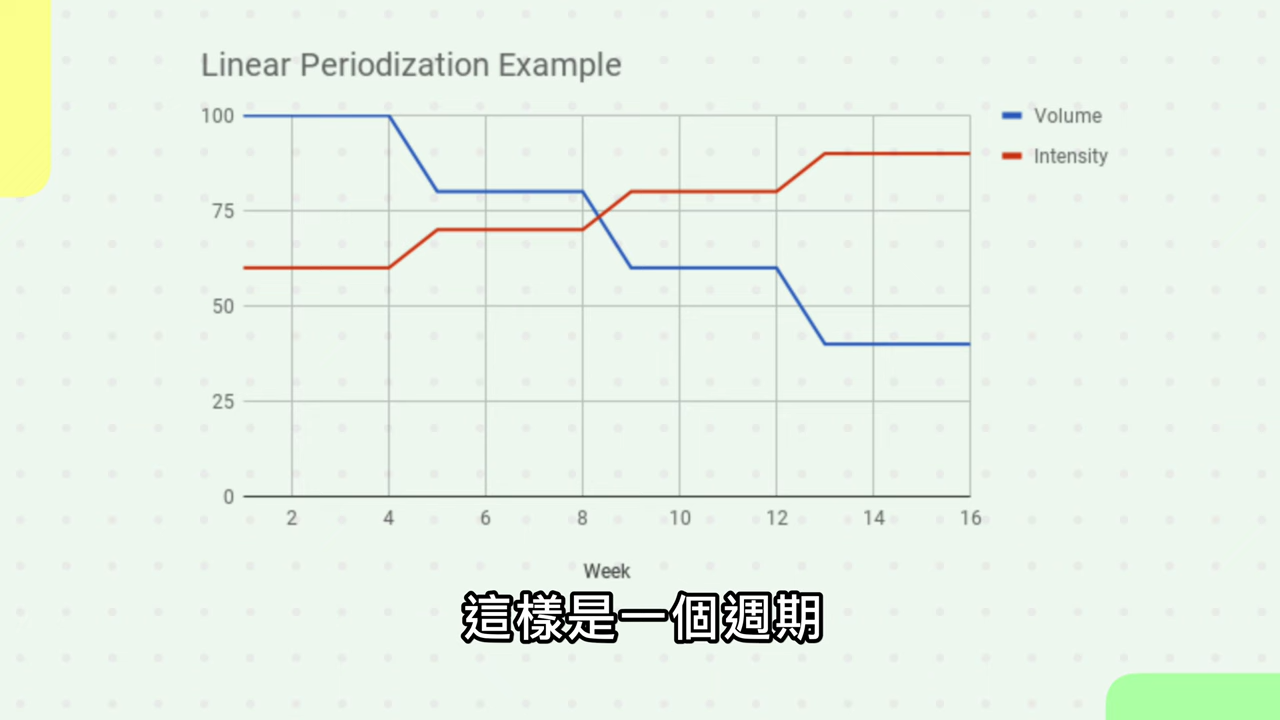 Linear Periodization Example
100
75
50
25
0
Volume
Intensity
2 4 6 8 10 12 14 16
Week
這樣是一個週期